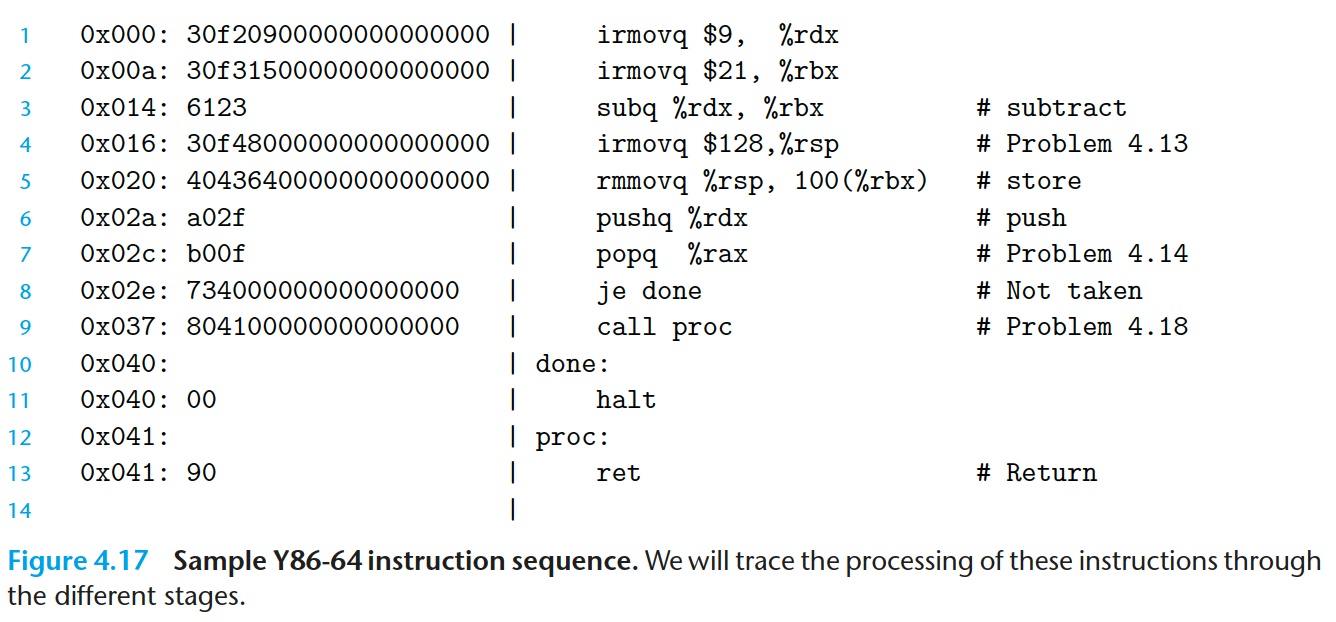 1 0x000: 30f20900000000000000 | irmovq $9, %rdx
2 0x00a: 30f31500000000000000 | irmovq $21, %rbx
3 0x014: 6123 | subq %rdx, %rbx # subtract
4 0x016: 30f48000000000000000 | irmovq $128,%rsp # Problem 4.13
5 0x020: 40436400000000000000 | rmmovq %rsp, 100(%rbx) # store
6 0x02a: a02f | pushq %rdx # push
7 0x02c: b00f | popq %rax # Problem 4.14
8 0x02e: 734000000000000000 | je done # Not taken
9 0x037: 804100000000000000 | call proc # Problem 4.18
10 0x040: | done:
11 0x040: 00 | halt
12 0x041: | proc:
13 0x041: 90 | ret # Return
14 |
Figure 4.17 Sample Y86-64 instruction sequence. We will trace the processing of these instructions through
the different stages.